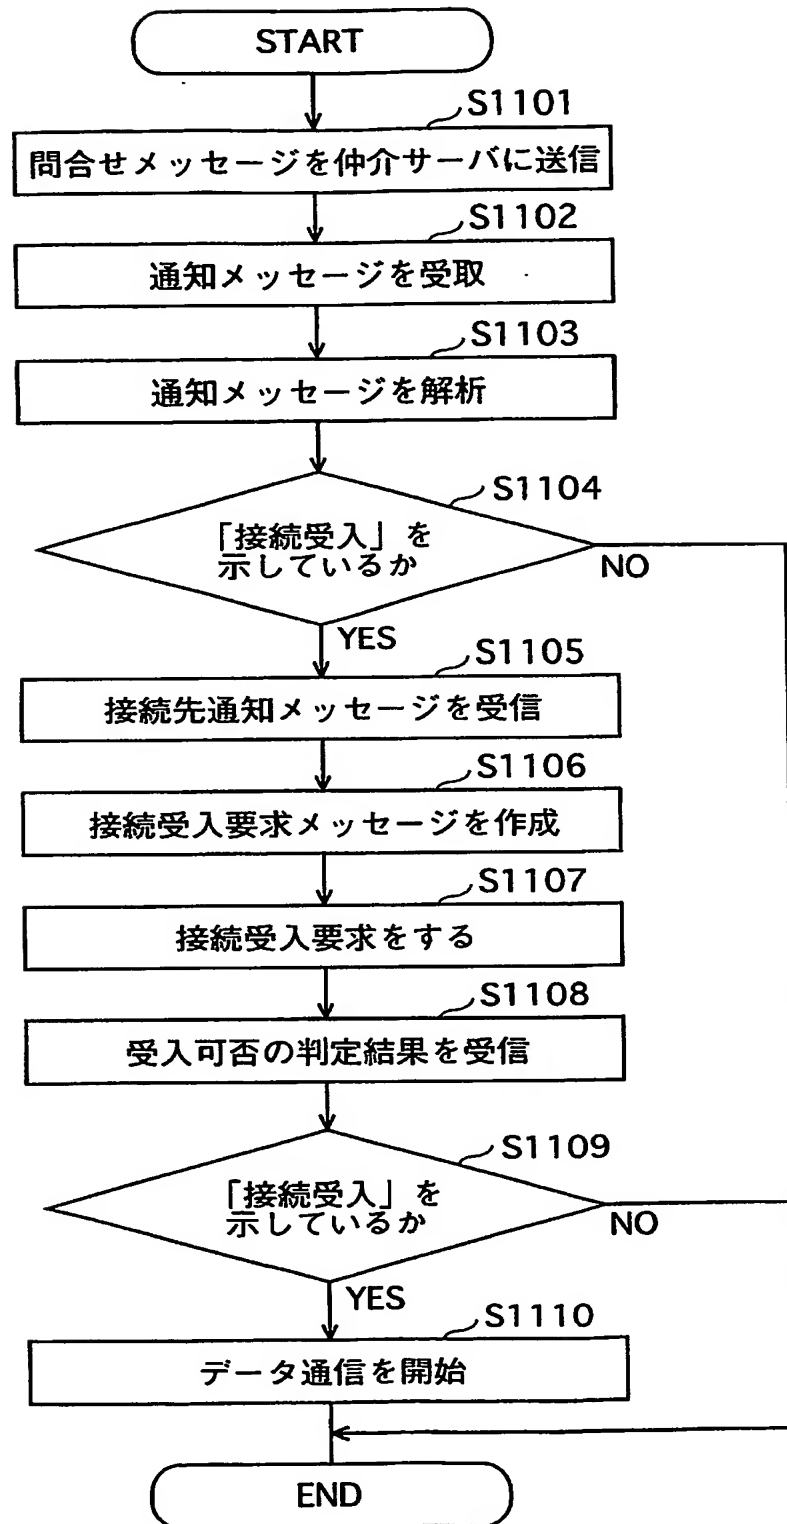 START
S1101
問合せメッセージを仲介サーバに送信
S1102
通知メッセージを受取
S1103
通知メッセージを解析
S1104
「接続受入」を
示しているか
NO
YES
S1105
接続先通知メッセージを受信
S1106
接続受入要求メッセージを作成
S1107
接続受入要求をする
S1108
受入可否の判定結果を受信
S1109
「接続受入」を
示しているか
NO
YES
S1110
データ通信を開始
END